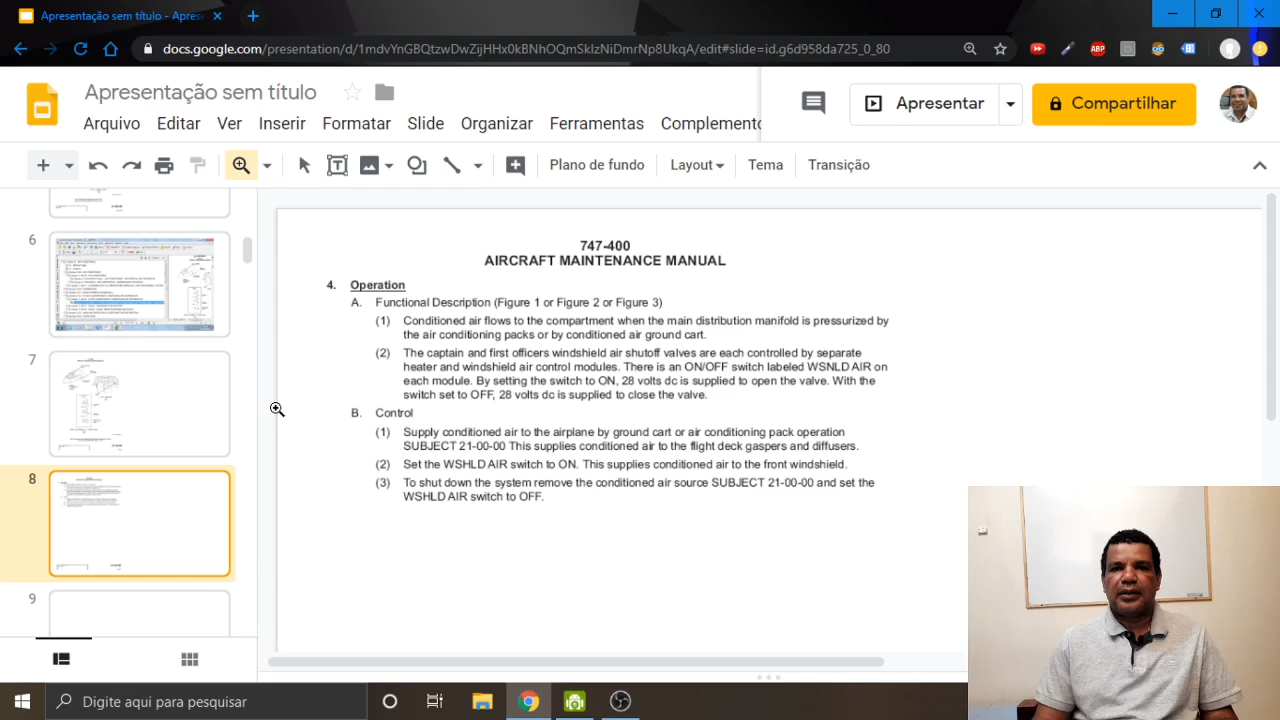 Apresentação sem título - Apres
docs.google.com/presentation/d/1mdvYnGBQtzwDwZijHHx0kBNhOQmSkIzNiDmrNp8UkqA/edit#slide=id.g6d958da725_0_80
ABP
Apresentação sem título
Apresentar
Compartilhar
Arquivo Editar Ver Inserir Formatar Slide Organizar Ferramentas Complemento
Plano de fundo Layout Tema Transição
6
7
8
9
747-400
AIRCRAFT MAINTENANCE MANUAL
4. Operation
A. Functional Description (Figure 1 or Figure 2 or Figure 3)
(1) Conditioned air flows to the compartment when the main distribution manifold is pressurized by
the air conditioning packs or by conditioned air ground cart.
(2) The captain and first officers windshield air shutoff valves are each controlled by separate
heater and windshield air control modules. There is an ON/OFF switch labeled WSNLD AIR on
each module. By setting the switch to ON, 28 volts dc is supplied to open the valve. With the
switch set to OFF, 28 volts dc is supplied to close the valve.
B. Control
(1) Supply conditioned air to the airplane by ground cart or air conditioning pack operation
SUBJECT 21-00-00 This supplies conditioned air to the flight deck gaspers and diffusers.
(2) Set the WSHLD AIR switch to ON. This supplies conditioned air to the front windshield.
(3) To shut down the system remove the conditioned air source SUBJECT 21-00-00 and set the
WSHLD AIR switch to OFF.
Digite aqui para pesquisar